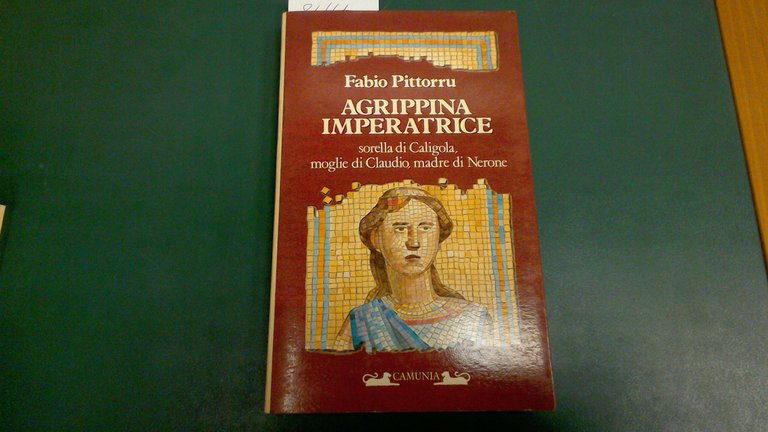 Fabio Pittorru
AGRIPPINA
IMPERATRICE
sorella di Caligola,
moglie di Claudio, madre di Nerone
CAMUNIA